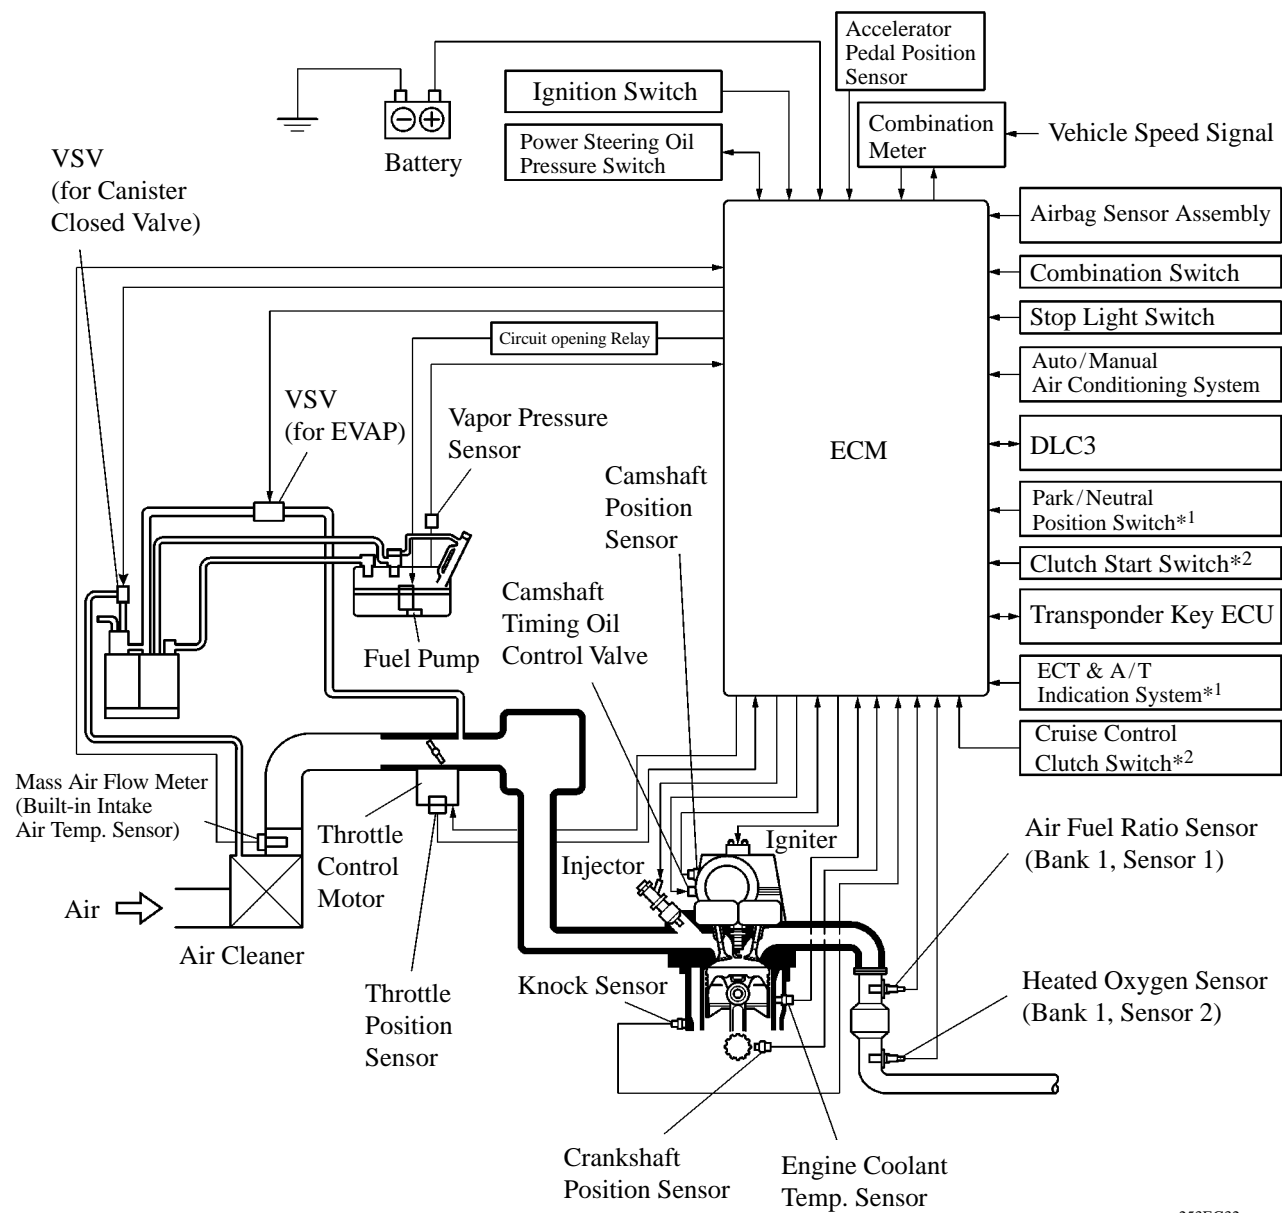 Accelerator
Pedal Position
Sensor
Ignition Switch
Combination
Meter
Vehicle Speed Signal
Power Steering Oil
Pressure Switch
Battery
VSV
(for Canister
Closed Valve)
Airbag Sensor Assembly
Combination Switch
Stop Light Switch
Circuit opening Relay
Auto/Manual
Air Conditioning System
VSV
(for EVAP)
Vapor Pressure
Sensor
ECM
DLC3
Camshaft
Position
Sensor
Park/Neutral
Position Switch*1
Clutch Start Switch*2
Camshaft
Timing Oil
Control Valve
Transponder Key ECU
Fuel Pump
ECT & A/T
Indication System*1
Cruise Control
Clutch Switch*2
Mass Air Flow Meter
(Built-in Intake
Air Temp. Sensor)
Throttle
Control
Motor
Injector
Igniter
Air Fuel Ratio Sensor
(Bank 1, Sensor 1)
Air
Air Cleaner
Throttle
Position
Sensor
Knock Sensor
Heated Oxygen Sensor
(Bank 1, Sensor 2)
Crankshaft
Position Sensor
Engine Coolant
Temp. Sensor